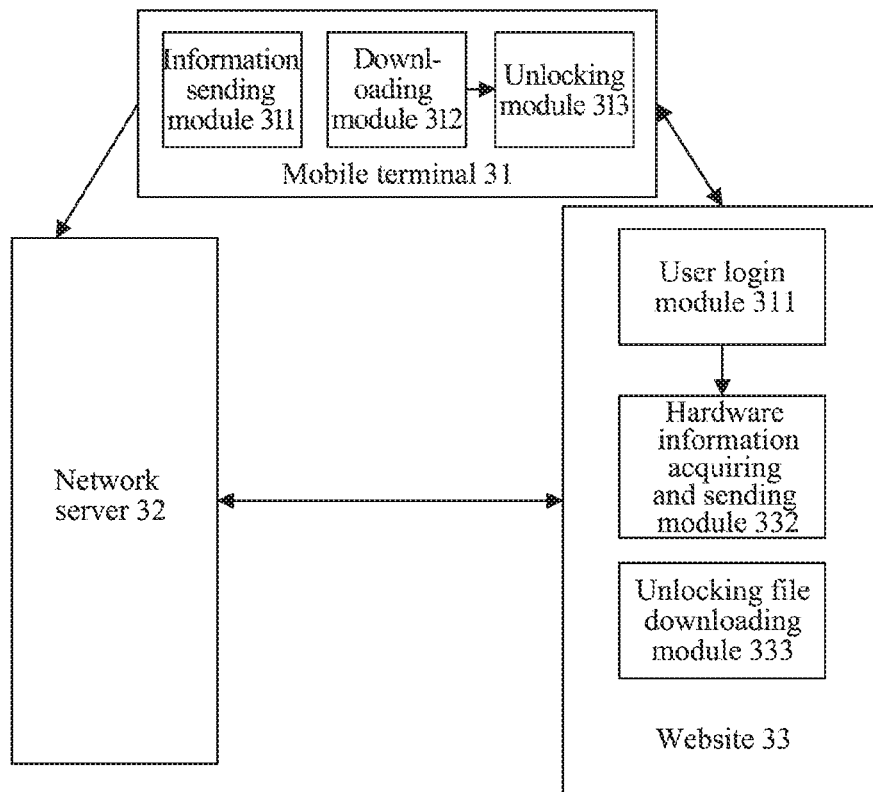 Information
sending
module 311
Downl-
oading
module 312
Unlocking
module 313
Mobile terminal 31
Network
server 32
User login
module 311
Hardware
information
acquiring
and sending
module 332
Unlocking file
downloading
module 333
Website 33